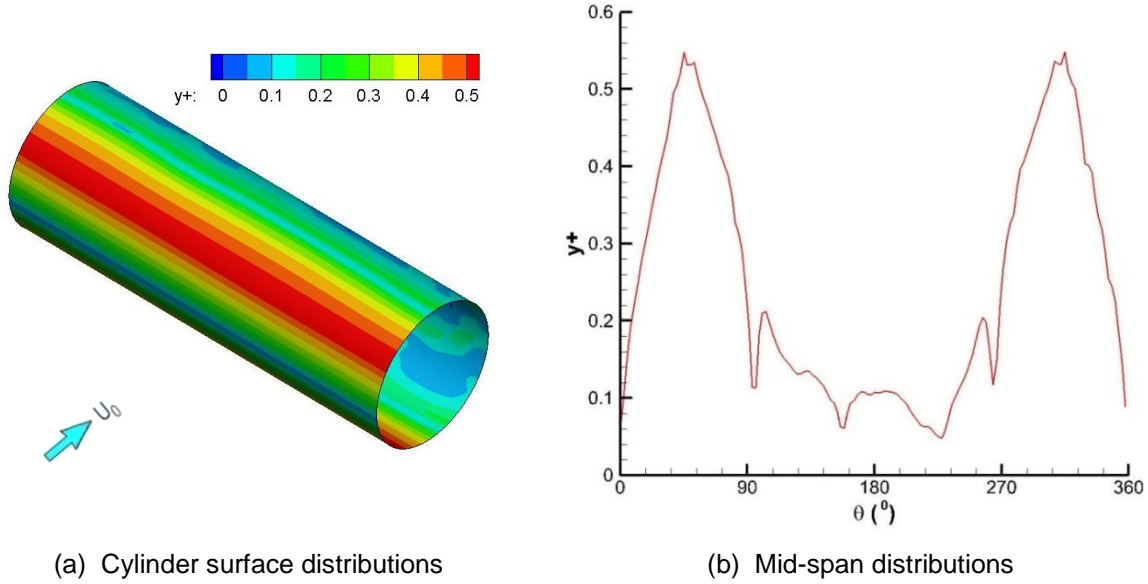 y+: 0 0.1 0.2 0.3 0.4 0.5
U0
0.6
0.5
0.4
0.3
0.2
0.1
0
y+
0 90 180 270 360
θ (0)
(a) Cylinder surface distributions
(b) Mid-span distributions